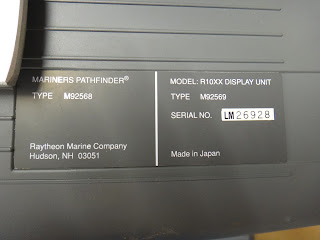 MARINERS PATHFINDER®
TYPE M92568
Raytheon Marine Company
Hudson, NH 03051
MODEL: R10XX DISPLAY UNIT
TYPE M92569
SERIAL NO. LM26928
Made in Japan